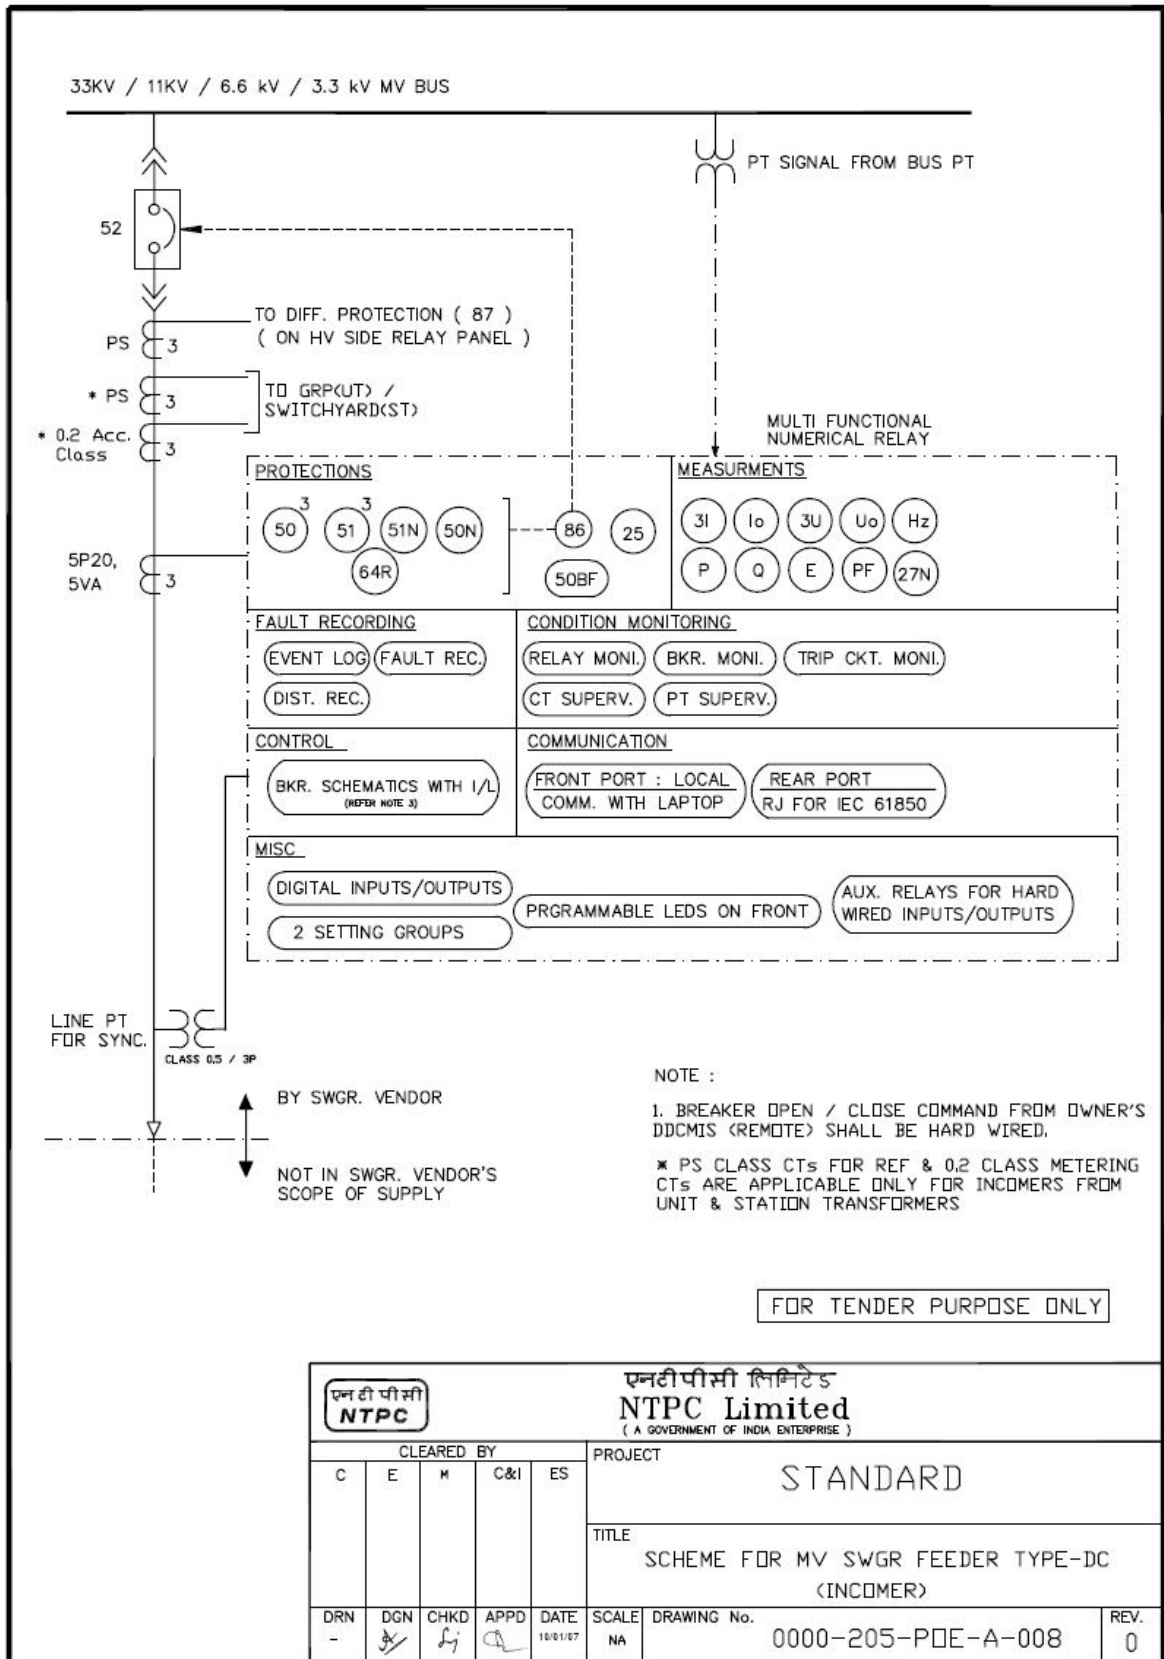 33KV / 11KV / 6.6 kV / 3.3 kV MV BUS
PT SIGNAL FROM BUS PT
52
TO DIFF. PROTECTION ( 87 )
( ON HV SIDE RELAY PANEL )
PS 3
* PS 3
TO GRP(UT) /
SWITCHYARD(ST)
* 0.2 Acc.
Class 3
MULTI FUNCTIONAL
NUMERICAL RELAY
PROTECTIONS
50 3 51 3 51N 50N 86 25
64R 50BF
MEASURMENTS
3I Io 3U Uo Hz
P Q E PF 27N
5P20,
5VA 3
FAULT RECORDING
EVENT LOG FAULT REC.
DIST. REC.
CONDITION MONITORING
RELAY MONI. BKR. MONI. TRIP CKT. MONI.
CT SUPERV. PT SUPERV.
CONTROL
BKR. SCHEMATICS WITH I/L
(REFER NOTE 3)
COMMUNICATION
FRONT PORT : LOCAL
COMM. WITH LAPTOP
REAR PORT
RJ FOR IEC 61850
MISC
DIGITAL INPUTS/OUTPUTS
2 SETTING GROUPS
PRGRAMMABLE LEDS ON FRONT
AUX. RELAYS FOR HARD
WIRED INPUTS/OUTPUTS
LINE PT
FOR SYNC.
CLASS 0.5 / 3P
BY SWGR. VENDOR
NOT IN SWGR. VENDOR'S
SCOPE OF SUPPLY
NOTE :
1. BREAKER OPEN / CLOSE COMMAND FROM OWNER'S
DDCMIS (REMOTE) SHALL BE HARD WIRED.
* PS CLASS CTs FOR REF & 0.2 CLASS METERING
CTs ARE APPLICABLE ONLY FOR INCOMERS FROM
UNIT & STATION TRANSFORMERS
FOR TENDER PURPOSE ONLY
एनटीपीसी
NTPC
एनटीपीसी लिमिटेड
NTPC Limited
( A GOVERNMENT OF INDIA ENTERPRISE )
CLEARED BY
C E M C&I ES
PROJECT
STANDARD
TITLE
SCHEME FOR MV SWGR FEEDER TYPE-DC
(INCOMER)
DRN DGN CHKD APPD DATE SCALE DRAWING No. REV.
- 10/01/07 NA 0000-205-POE-A-008 0